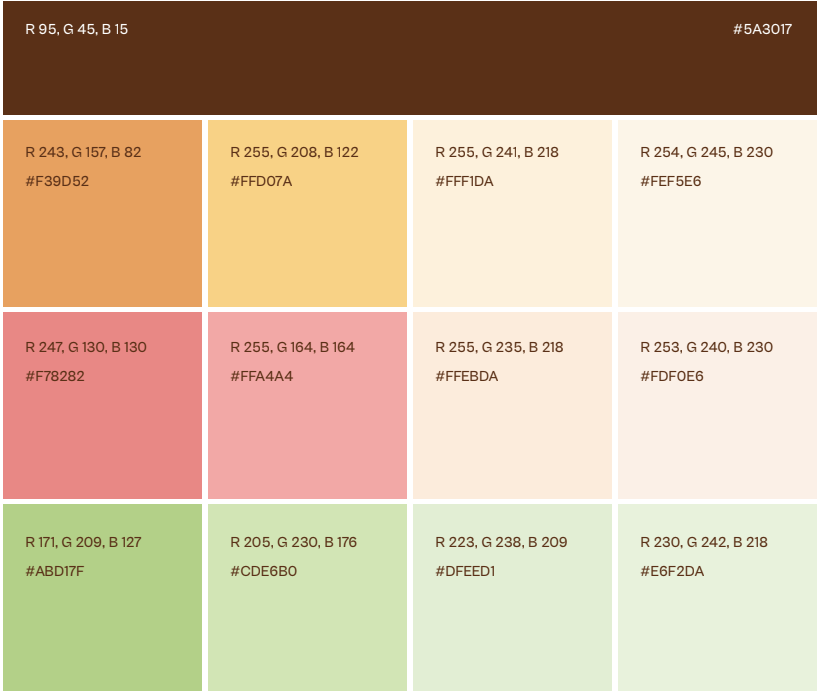 R 95, G 45, B 15 #5A3017
R 243, G 157, B 82
#F39D52
R 255, G 208, B 122
#FFD07A
R 255, G 241, B 218
#FFF1DA
R 254, G 245, B 230
#FEF5E6
R 247, G 130, B 130
#F78282
R 255, G 164, B 164
#FFA4A4
R 255, G 235, B 218
#FFEBDA
R 253, G 240, B 230
#FDF0E6
R 171, G 209, B 127
#ABD17F
R 205, G 230, B 176
#CDE6B0
R 223, G 238, B 209
#DFEED1
R 230, G 242, B 218
#E6F2DA